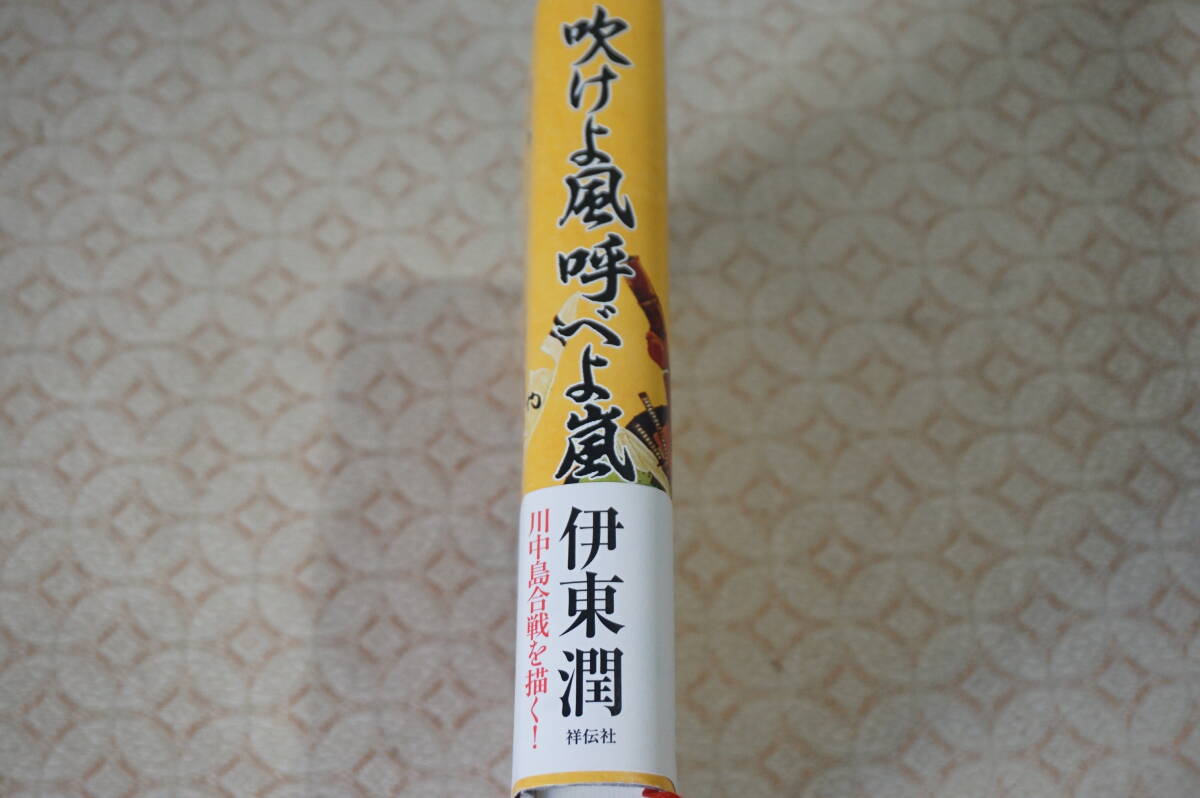 吹けよ風 呼べよ嵐
伊東潤
川中島合戦を描く!
祥伝社
や